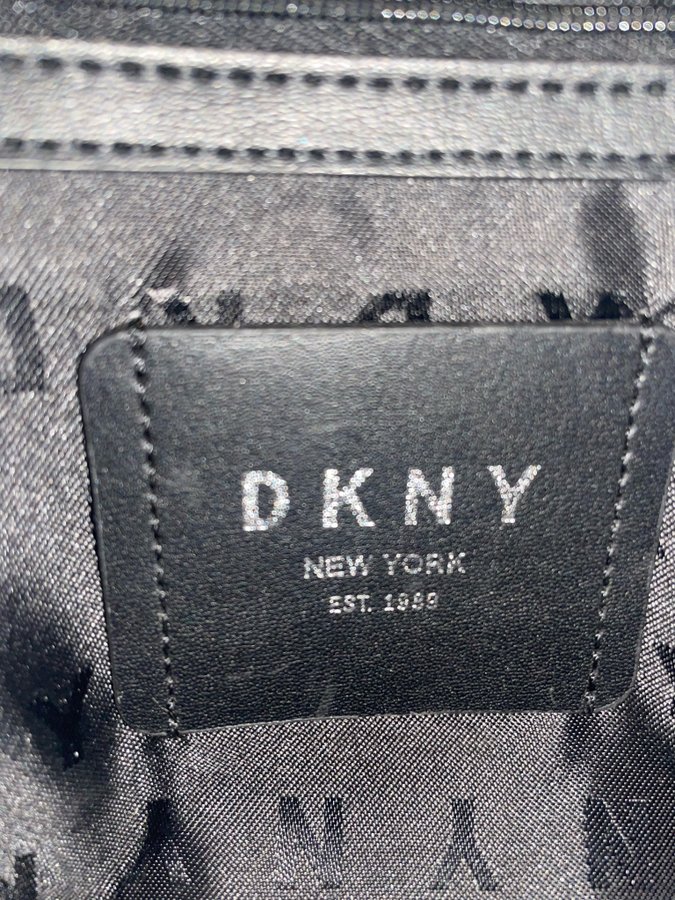 DKNY
NEW YORK
EST. 1989